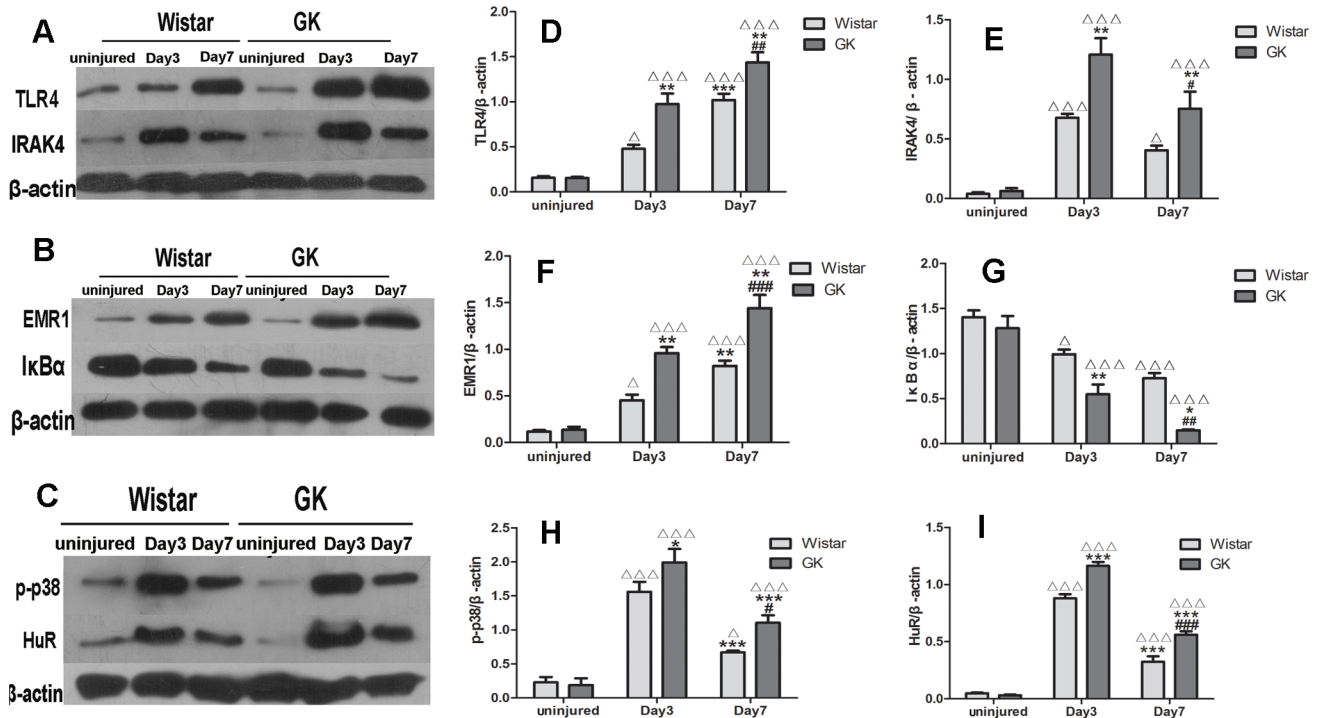 A
Wistar GK
uninjured Day3 Day7 uninjured Day3 Day7
TLR4
IRAK4
β-actin
B
Wistar GK
uninjured Day3 Day7 uninjured Day3 Day7
EMR1
IκBα
β-actin
C
Wistar GK
uninjured Day3 Day7 uninjured Day3 Day7
p-p38
HuR
β-actin
D
TLR4/β -actin
2.0
1.5
1.0
0.5
0.0
uninjured Day3 Day7
Wistar
GK
△
△△△
**
△△△
***
△△△
**
##
E
IRAK4/ β - actin
1.5
1.0
0.5
0.0
uninjured Day3 Day7
Wistar
GK
△△△
△△△
**
△
△△△
**
#
F
EMR1/β -actin
2.0
1.5
1.0
0.5
0.0
uninjured Day3 Day7
Wistar
GK
△
△△△
**
△△△
**
△△△
**
###
G
I κ B α /β - actin
2.0
1.5
1.0
0.5
0.0
uninjured Day3 Day7
Wistar
GK
△
△△△
**
△△△
△△△
*
##
H
p-p38/β -actin
2.5
2.0
1.5
1.0
0.5
0.0
uninjured Day3 Day7
Wistar
GK
△△△
△△△
*
△
***
△△△
***
#
I
HuR/β -actin
1.5
1.0
0.5
0.0
uninjured Day3 Day7
Wistar
GK
△△△
△△△
***
△△△
***
△△△
***
###